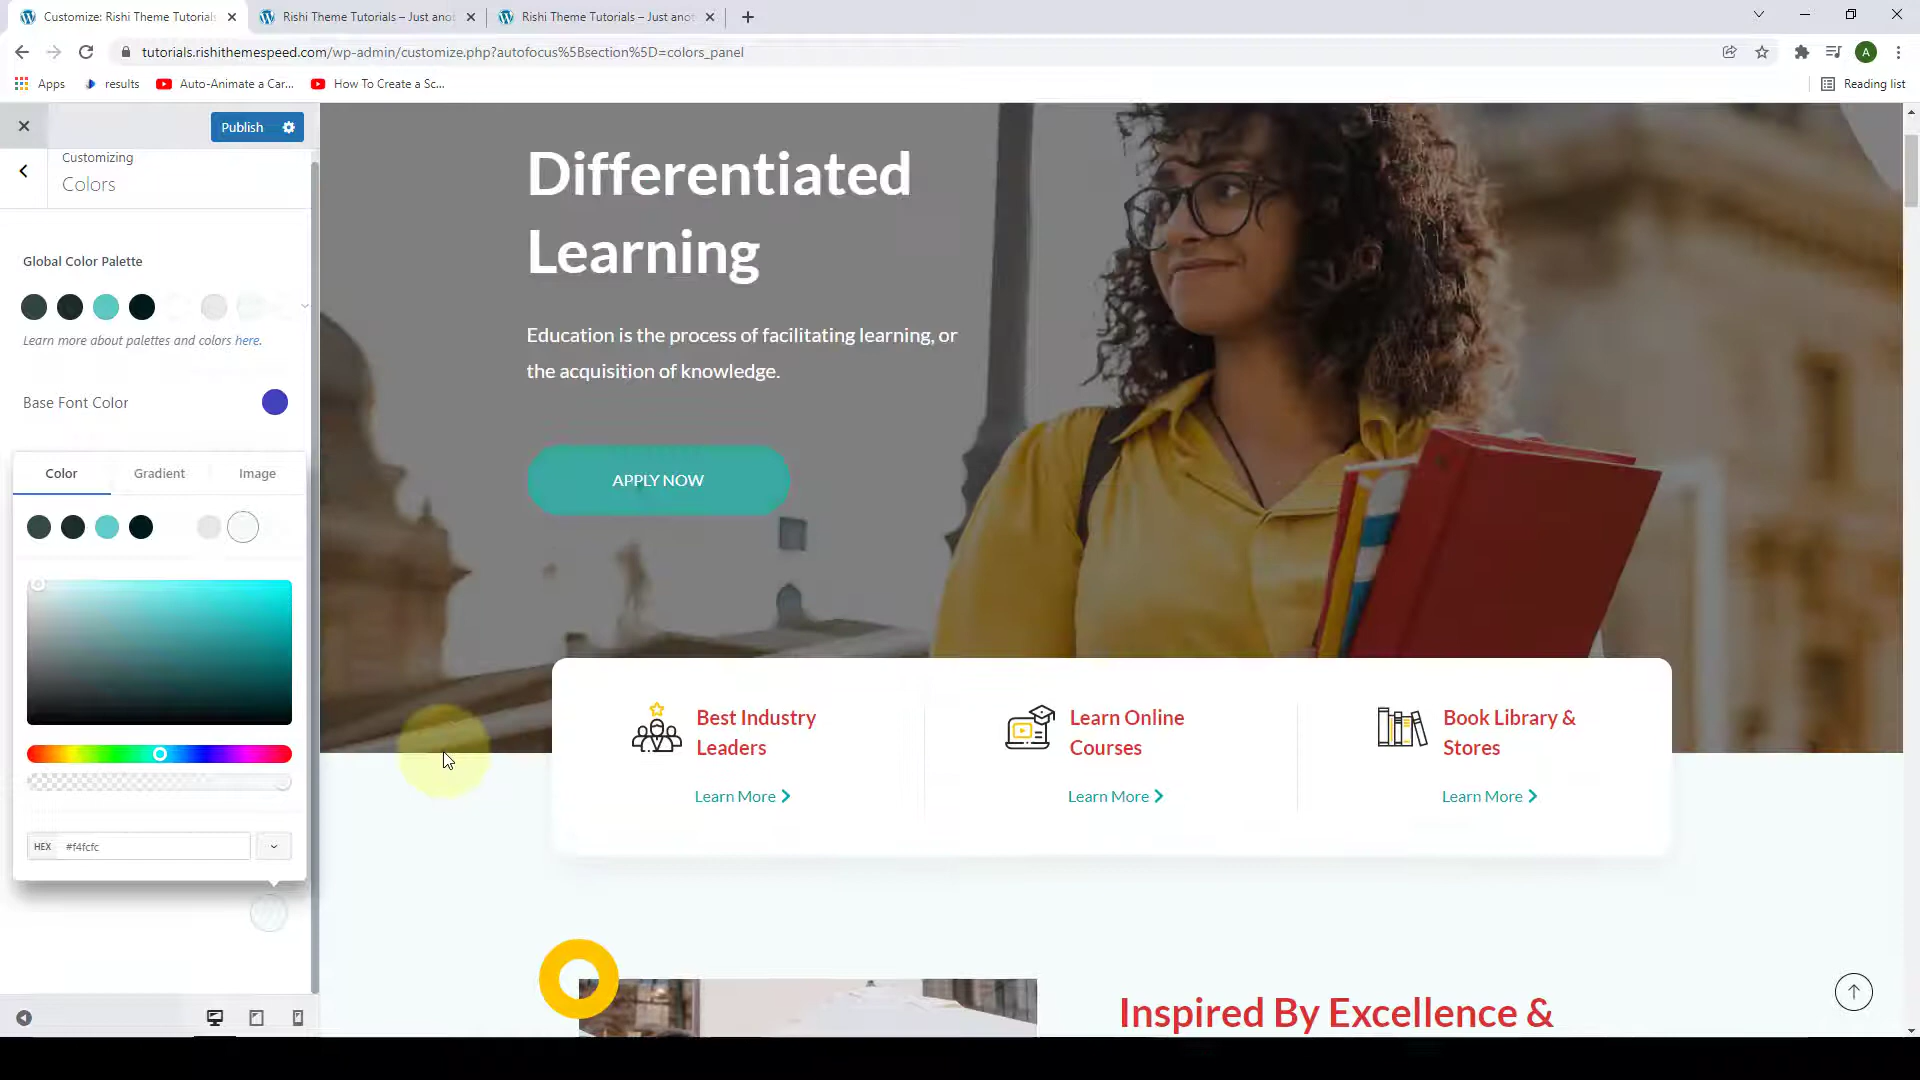 Customize: Rishi Theme Tutorials
Rishi Theme Tutorials – Just ano
Rishi Theme Tutorials – Just ano
tutorials.rishithemespeed.com/wp-admin/customize.php?autofocus%5Bsection%5D=colors_panel
A
Apps
results
Auto-Animate a Car...
How To Create a Sc...
Reading list
Publish
Customizing
Colors
Global Color Palette
Learn more about palettes and colors here.
Base Font Color
Color
Gradient
Image
HEX
#f4fcfc
Differentiated
Learning
Education is the process of facilitating learning, or
the acquisition of knowledge.
APPLY NOW
Best Industry
Leaders
Learn More
Learn Online
Courses
Learn More
Book Library &
Stores
Learn More
Inspired By Excellence &